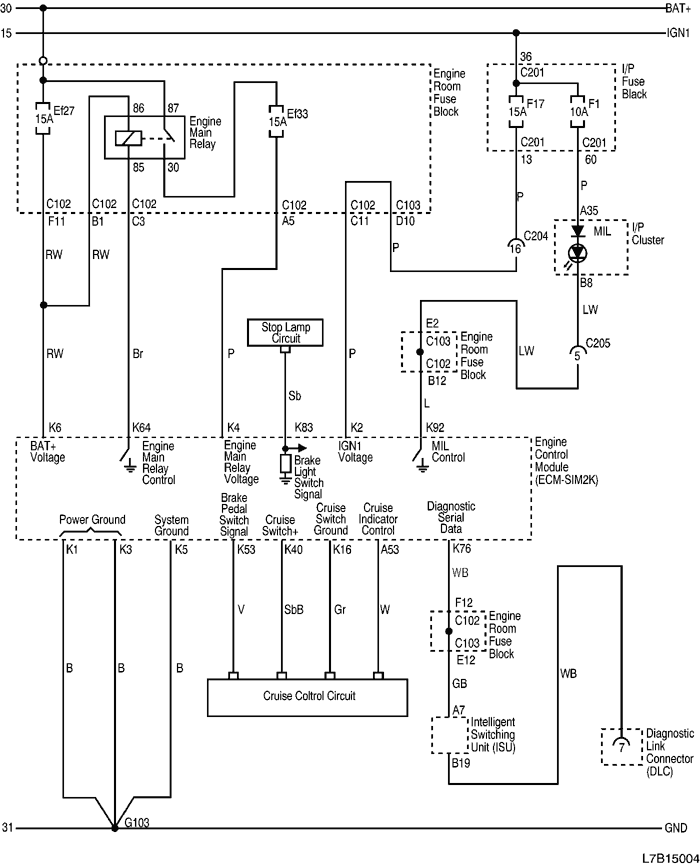 30 BAT+
15 IGN1
36
C201
I/P
Fuse
Black
F17
15A
F1
10A
C201 C201
13 60
Engine
Room
Fuse
Block
Ef27
15A
86 87
Engine
Main
Relay
85 30
Ef33
15A
C102 C102 C102 C102 C102 C103
F11 B1 C3 A5 C11 D10
P
P
A35
C204
16
MIL
I/P
Cluster
B8
RW RW
P
LW
C205
5
Stop Lamp
Circuit
E2
C103
C102
B12
Engine
Room
Fuse
Block
LW
RW Br P Sb P
L
K6 K64 K4 K83 K2 K92
BAT+
Voltage
Engine
Main
Relay
Control
Engine
Main
Relay
Voltage
Brake
Light
Switch
Signal
IGN1
Voltage
MIL
Control
Engine
Control
Module
(ECM-SIM2K)
Power Ground
System
Ground
Brake
Pedal
Switch
Signal
Cruise
Switch+
Cruise
Switch
Ground
Cruise
Indicator
Control
Diagnostic
Serial
Data
K1 K3 K5 K53 K40 K16 A53 K76
WB
F12
C102
C103
E12
Engine
Room
Fuse
Block
V SbB Gr W
B B B
GB
WB
Cruise Coltrol Circuit
A7
Intelligent
Switching
Unit (ISU)
B19
7
Diagnostic
Link
Connector
(DLC)
G103
31 GND
L7B15004